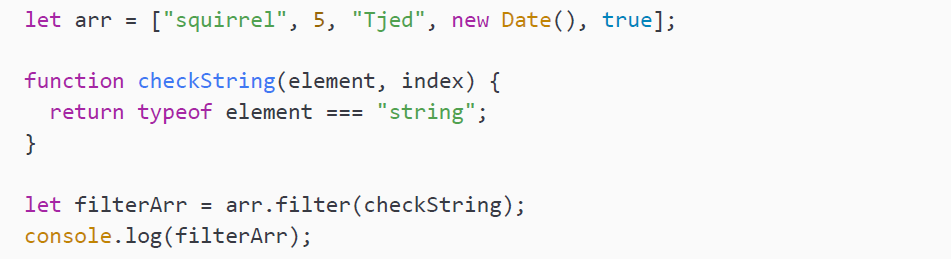 let arr = ["squirrel", 5, "Tjed", new Date(), true];
function checkString(element, index) {
  return typeof element === "string";
}
let filterArr = arr.filter(checkString);
console.log(filterArr);